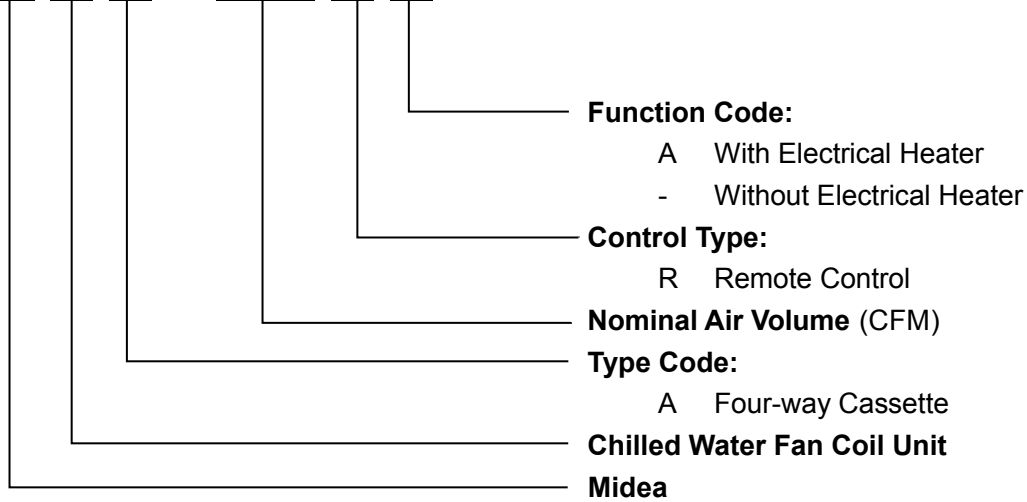 Function Code:
A With Electrical Heater
- Without Electrical Heater
Control Type:
R Remote Control
Nominal Air Volume (CFM)
Type Code:
A Four-way Cassette
Chilled Water Fan Coil Unit
Midea